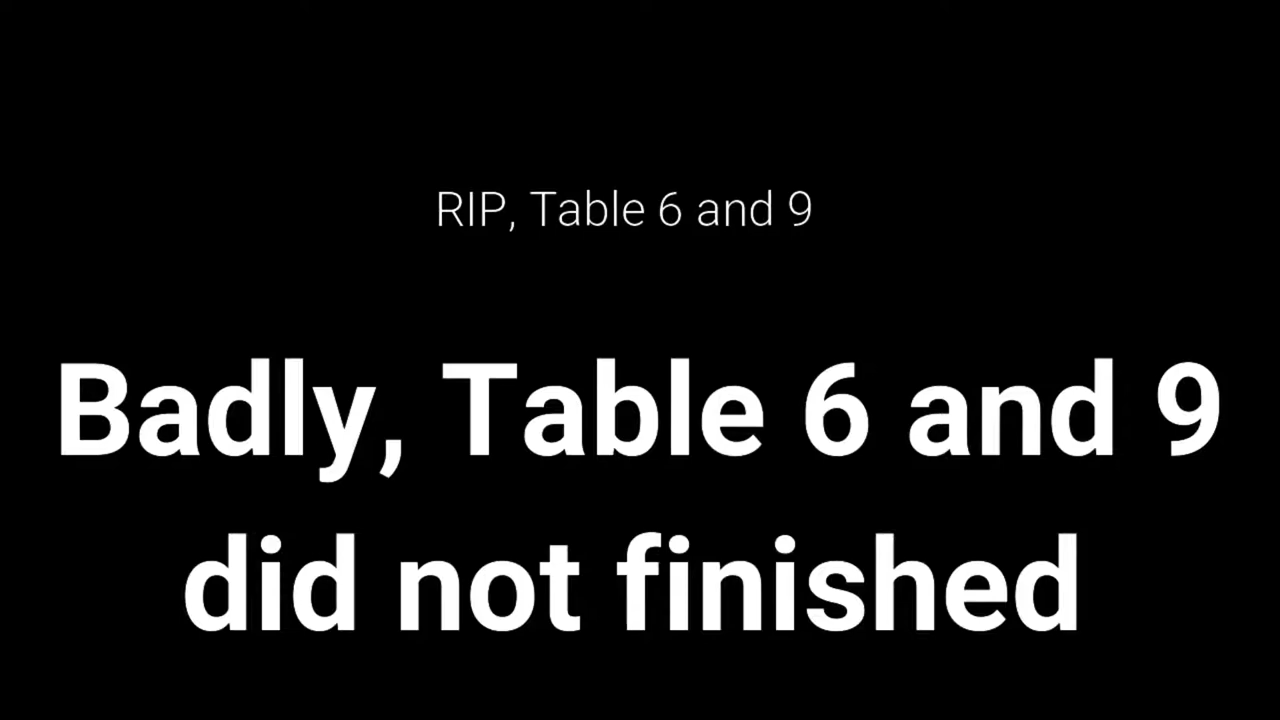 RIP, Table 6 and 9
Badly, Table 6 and 9
did not finished